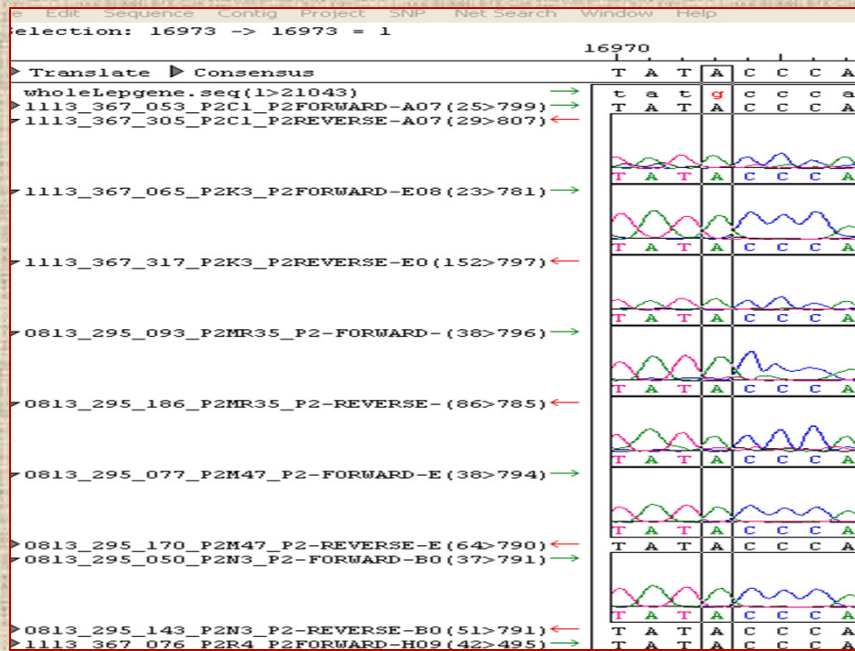 Edit Sequence Contig Project SNP Net Search Window Help
election: 16973 -> 16973 = 1
16970
Translate Consensus T A T A C C C A
wholeLepgene.seq(1>21043) t a t g c c c a
1113_367_053_P2C1_P2FORWARD-A07(25>799) T A T A C C C A
1113_367_305_P2C1_P2REVERSE-A07(29>807)
T A T A C C C A
1113_367_065_P2K3_P2FORWARD-E08(23>781)
T A T A C C C A
1113_367_317_P2K3_P2REVERSE-E0(152>797)
T A T A C C C A
0813_295_093_P2MR35_P2-FORWARD-(38>796)
T A T A C C C A
0813_295_186_P2MR35_P2-REVERSE-(86>785)
T A T A C C C A
0813_295_077_P2M47_P2-FORWARD-E(38>794)
T A T A C C C A
0813_295_170_P2M47_P2-REVERSE-E(64>790) T A T A C C C A
0813_295_050_P2N3_P2-FORWARD-B0(37>791)
T A T A C C C A
0813_295_143_P2N3_P2-REVERSE-B0(51>791) T A T A C C C A
1113_367_076_P2R4_P2FORWARD-H09(42>495) T A T A C C C A